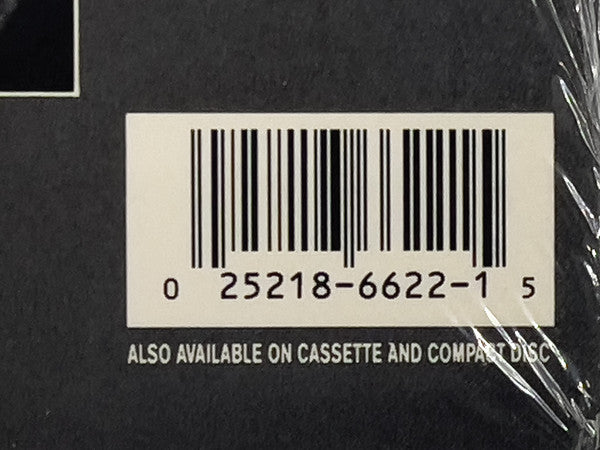 0 25218-6622-1 5
ALSO AVAILABLE ON CASSETTE AND COMPACT DISC